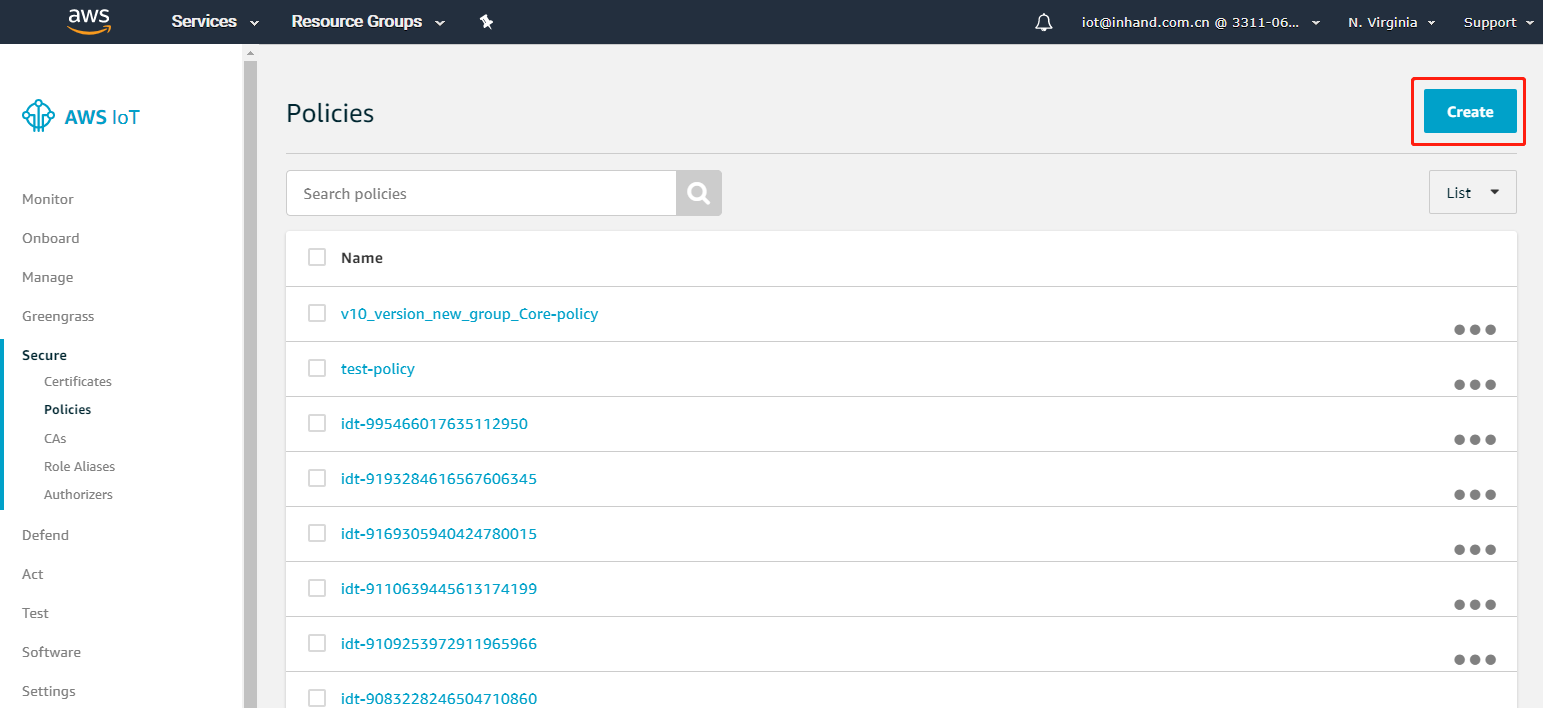 aws Services Resource Groups iot@inhand.com.cn @ 3311-06... N. Virginia Support
AWS IoT
Monitor
Onboard
Manage
Greengrass
Secure
Certificates
Policies
CAs
Role Aliases
Authorizers
Defend
Act
Test
Software
Settings
Policies
Create
Search policies
List
Name
v10_version_new_group_Core-policy
test-policy
idt-995466017635112950
idt-9193284616567606345
idt-9169305940424780015
idt-9110639445613174199
idt-9109253972911965966
idt-9083228246504710860